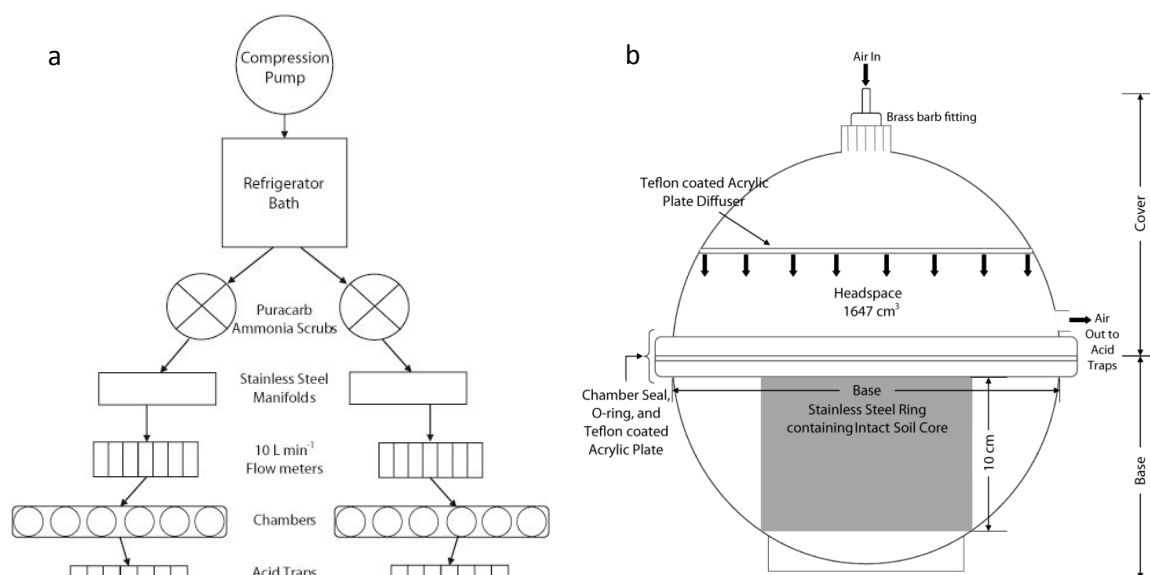 a
Compression
Pump
Refrigerator
Bath
Puracarb
Ammonia Scrubs
Stainless Steel
Manifolds
10 L min⁻¹
Flow meters
Chambers
Acid Traps
b
Air In
Brass barb fitting
Teflon coated Acrylic
Plate Diffuser
Headspace
1647 cm³
Air
Out to
Acid
Traps
Cover
Chamber Seal,
O-ring, and
Teflon coated
Acrylic Plate
Base
Stainless Steel Ring
containing Intact Soil Core
10 cm
Base